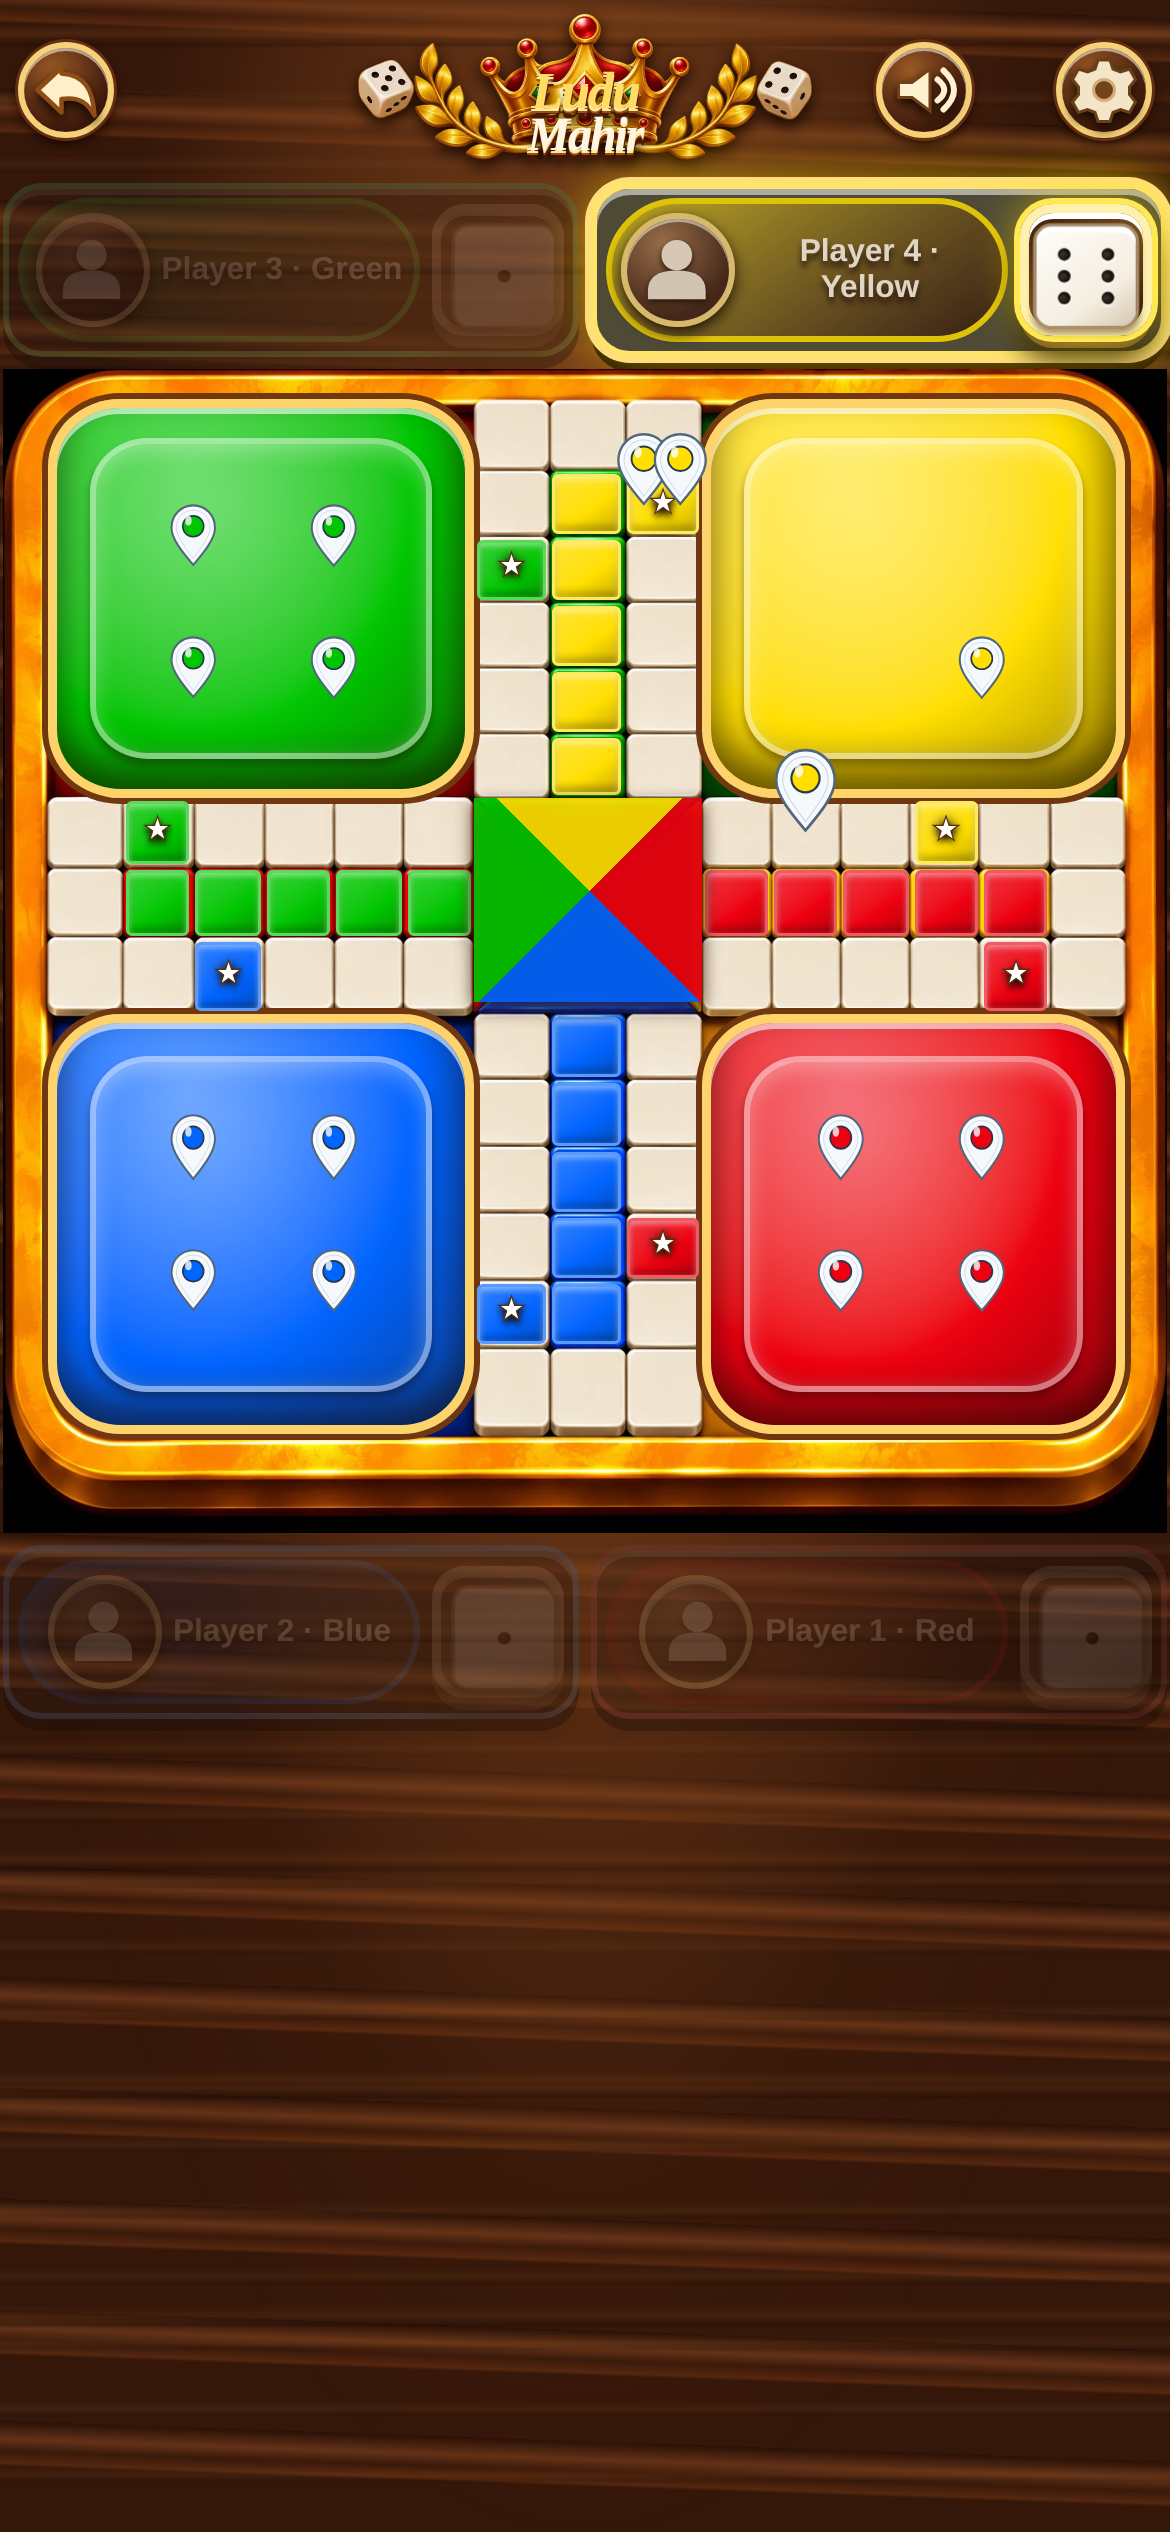 Ludu
Mahir
Player 3 · Green
Player 4 ·
Yellow
Player 2 · Blue
Player 1 · Red